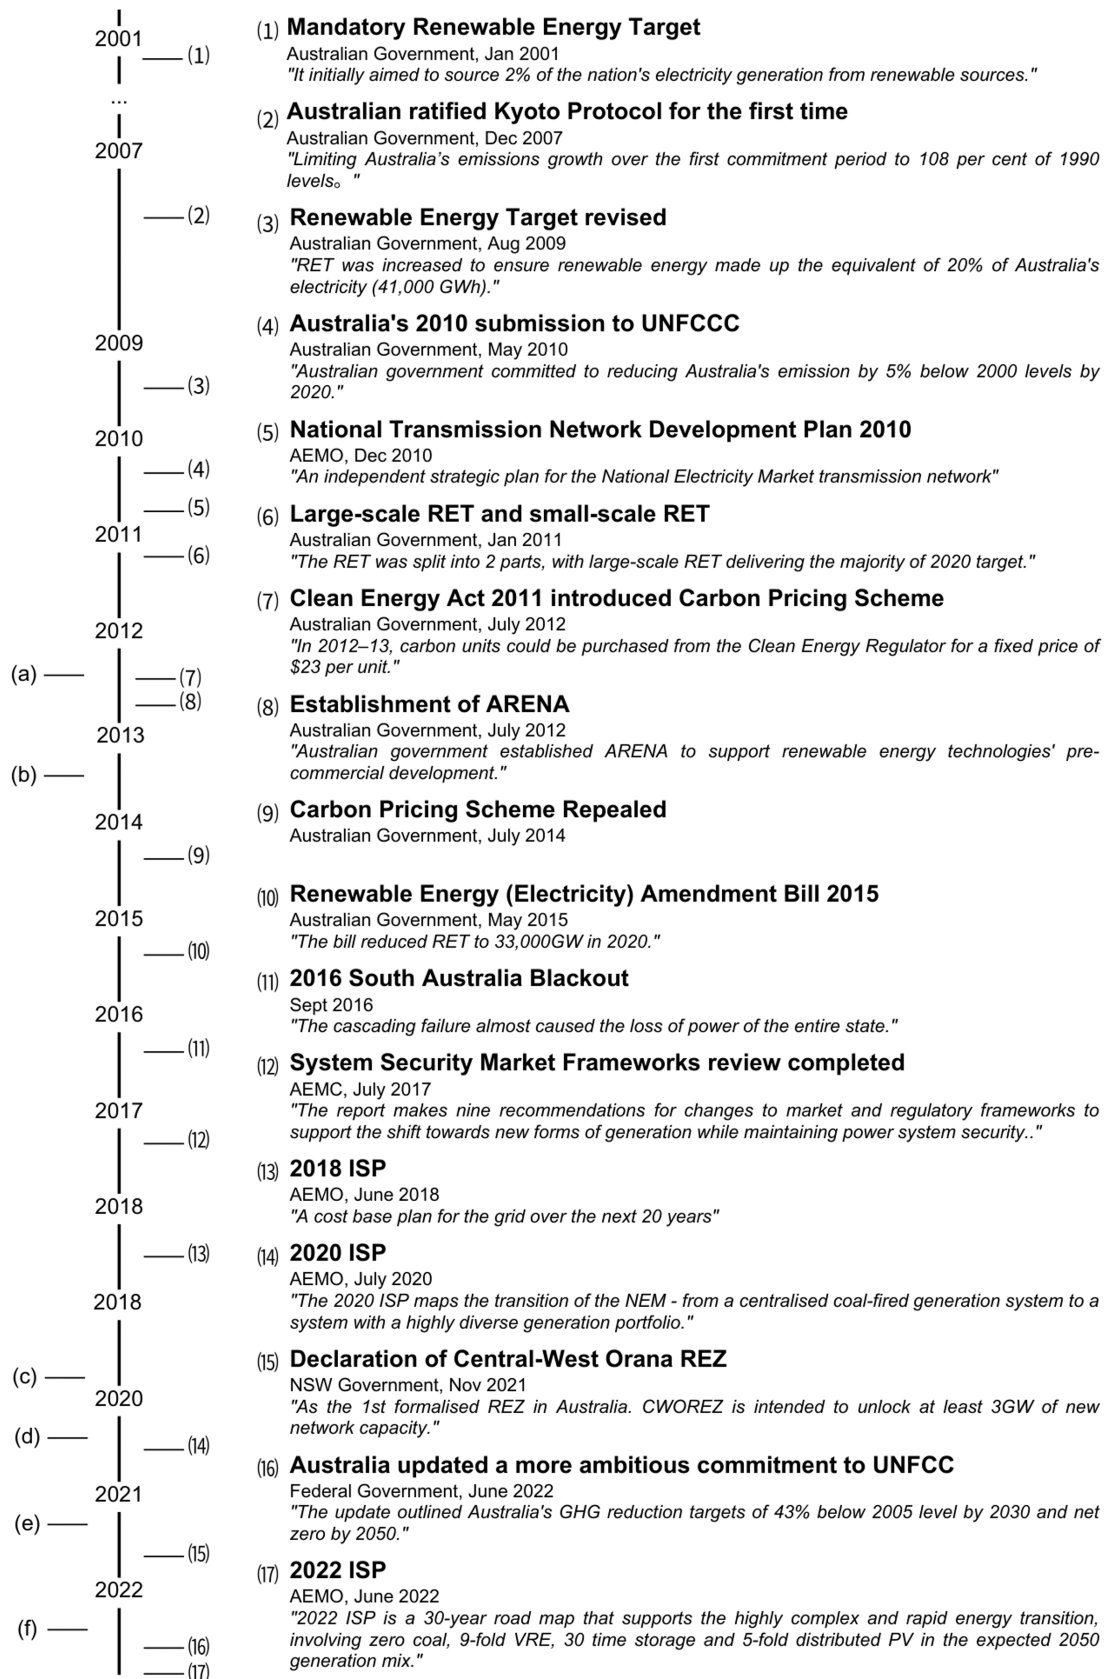 2001
(1)
...
2007
(2)
2009
(3)
2010
(4)
(5)
2011
(6)
2012
(a)
(7)
(8)
2013
(b)
2014
(9)
2015
(10)
2016
(11)
2017
(12)
2018
(13)
2018
(c)
2020
(d)
(14)
2021
(e)
(15)
2022
(f)
(16)
(17)
(1) Mandatory Renewable Energy Target
Australian Government, Jan 2001
"It initially aimed to source 2% of the nation's electricity generation from renewable sources."
(2) Australian ratified Kyoto Protocol for the first time
Australian Government, Dec 2007
"Limiting Australia’s emissions growth over the first commitment period to 108 per cent of 1990
levels。"
(3) Renewable Energy Target revised
Australian Government, Aug 2009
"RET was increased to ensure renewable energy made up the equivalent of 20% of Australia's
electricity (41,000 GWh)."
(4) Australia's 2010 submission to UNFCCC
Australian Government, May 2010
"Australian government committed to reducing Australia's emission by 5% below 2000 levels by
2020."
(5) National Transmission Network Development Plan 2010
AEMO, Dec 2010
"An independent strategic plan for the National Electricity Market transmission network"
(6) Large-scale RET and small-scale RET
Australian Government, Jan 2011
"The RET was split into 2 parts, with large-scale RET delivering the majority of 2020 target."
(7) Clean Energy Act 2011 introduced Carbon Pricing Scheme
Australian Government, July 2012
"In 2012–13, carbon units could be purchased from the Clean Energy Regulator for a fixed price of
$23 per unit."
(8) Establishment of ARENA
Australian Government, July 2012
"Australian government established ARENA to support renewable energy technologies' pre-
commercial development."
(9) Carbon Pricing Scheme Repealed
Australian Government, July 2014
(10) Renewable Energy (Electricity) Amendment Bill 2015
Australian Government, May 2015
"The bill reduced RET to 33,000GW in 2020."
(11) 2016 South Australia Blackout
Sept 2016
"The cascading failure almost caused the loss of power of the entire state."
(12) System Security Market Frameworks review completed
AEMC, July 2017
"The report makes nine recommendations for changes to market and regulatory frameworks to
support the shift towards new forms of generation while maintaining power system security.."
(13) 2018 ISP
AEMO, June 2018
"A cost base plan for the grid over the next 20 years"
(14) 2020 ISP
AEMO, July 2020
"The 2020 ISP maps the transition of the NEM - from a centralised coal-fired generation system to a
system with a highly diverse generation portfolio."
(15) Declaration of Central-West Orana REZ
NSW Government, Nov 2021
"As the 1st formalised REZ in Australia. CWOREZ is intended to unlock at least 3GW of new
network capacity."
(16) Australia updated a more ambitious commitment to UNFCC
Federal Government, June 2022
"The update outlined Australia's GHG reduction targets of 43% below 2005 level by 2030 and net
zero by 2050."
(17) 2022 ISP
AEMO, June 2022
"2022 ISP is a 30-year road map that supports the highly complex and rapid energy transition,
involving zero coal, 9-fold VRE, 30 time storage and 5-fold distributed PV in the expected 2050
generation mix."